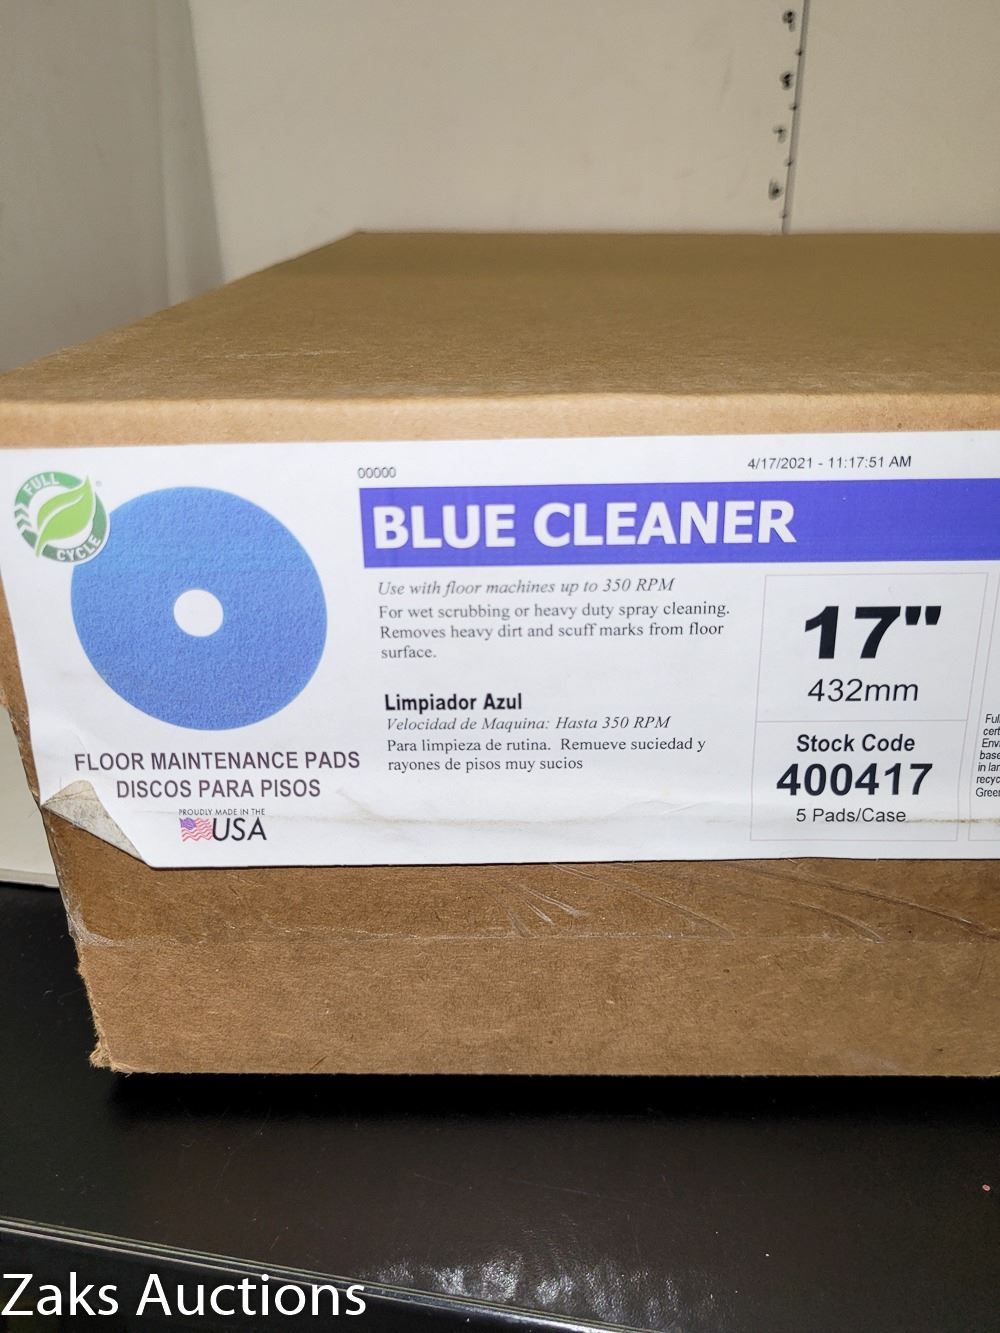 00000
4/17/2021 - 11:17:51 AM
FULL
CYCLE
BLUE CLEANER
Use with floor machines up to 350 RPM
For wet scrubbing or heavy duty spray cleaning.
Removes heavy dirt and scuff marks from floor
surface.
Limpiador Azul
Velocidad de Maquina: Hasta 350 RPM
Para limpieza de rutina. Remueve suciedad y
rayones de pisos muy sucios
FLOOR MAINTENANCE PADS
DISCOS PARA PISOS
PROUDLY MADE IN THE
USA
17"
432mm
Stock Code
400417
5 Pads/Case
Zaks Auctions